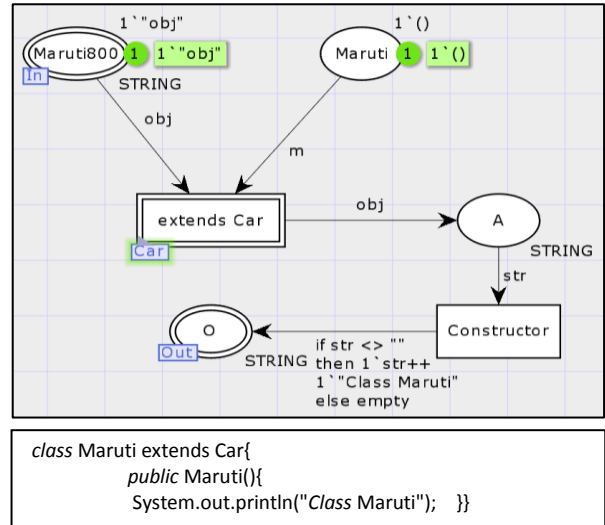 1`"obj"
1`()
Maruti800
1
1`"obj"
Maruti
1
1`()
In
STRING
obj
m
extends Car
Car
obj
A
STRING
str
O
Out
STRING
if str <> ""
then 1`str++
1`"Class Maruti"
else empty
Constructor
class Maruti extends Car{
public Maruti(){
System.out.println("Class Maruti"); }}